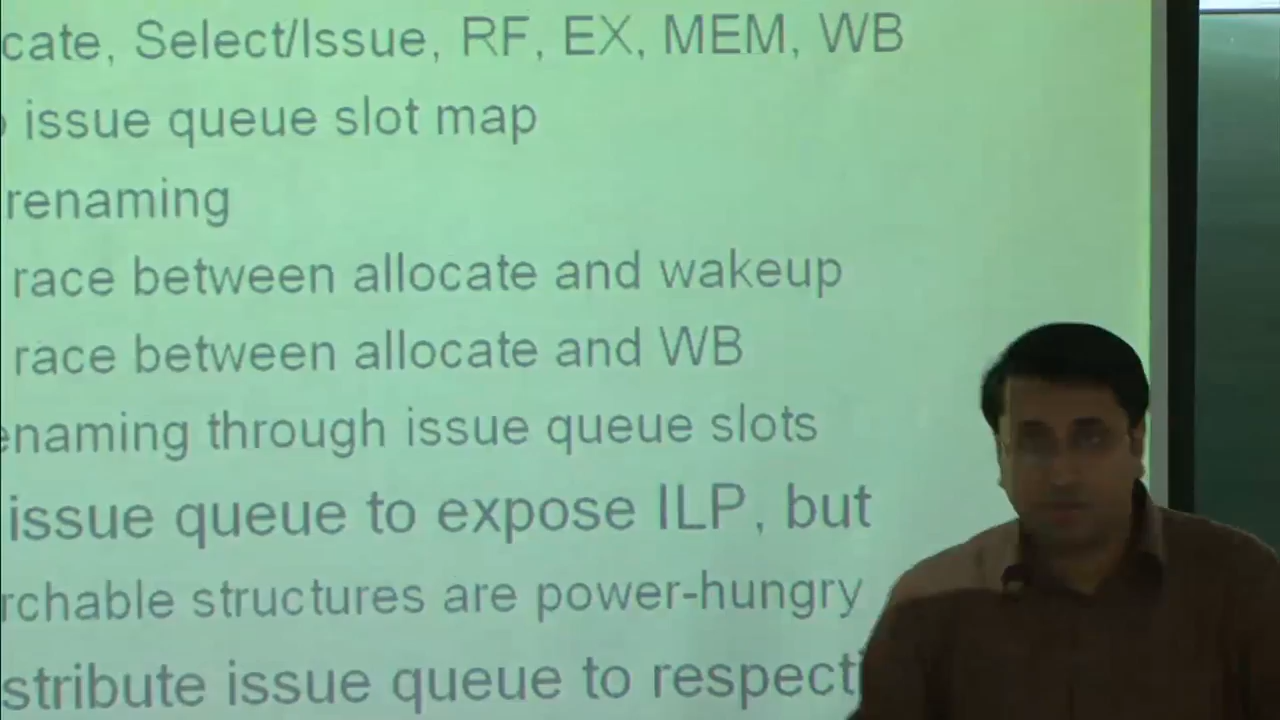 cate, Select/Issue, RF, EX, MEM, WB
issue queue slot map
renaming
race between allocate and wakeup
race between allocate and WB
enaming through issue queue slots
issue queue to expose ILP, but
rchable structures are power-hungry
stribute issue queue to respecti